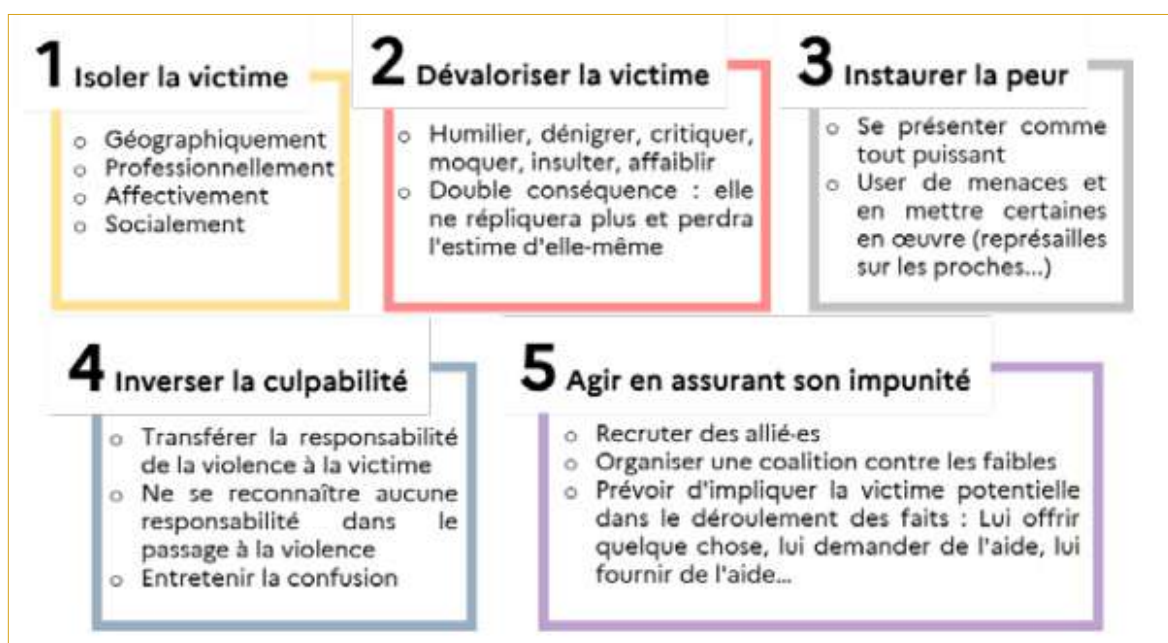 1 Isoler la victime
o Géographiquement
o Professionnellement
o Affectivement
o Socialement
2 Dévaloriser la victime
o Humilier, dénigrer, critiquer,
moquer, insulter, affaiblir
o Double conséquence : elle
ne répliquera plus et perdra
l'estime d'elle-même
3 Instaurer la peur
o Se présenter comme
tout puissant
o User de menaces et
en mettre certaines
en œuvre (représailles
sur les proches...)
4 Inverser la culpabilité
o Transférer la responsabilité
de la violence à la victime
o Ne se reconnaître aucune
responsabilité dans le
passage à la violence
o Entretenir la confusion
5 Agir en assurant son impunité
o Recruter des allié-es
o Organiser une coalition contre les faibles
o Prévoir d'impliquer la victime potentielle
dans le déroulement des faits : Lui offrir
quelque chose, lui demander de l'aide, lui
fournir de l'aide...